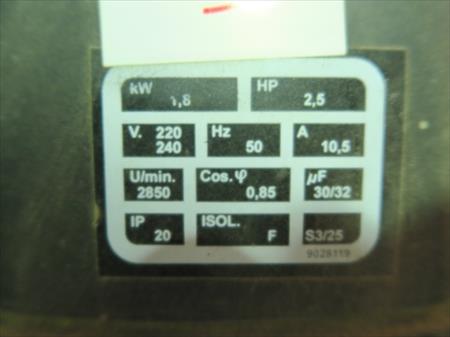 kW HP
1,8 2,5
V. 220 Hz A
240 50 10,5
U/min. Cos. φ µF
2850 0,85 30/32
IP ISOL.
20 F S3/25
9028119